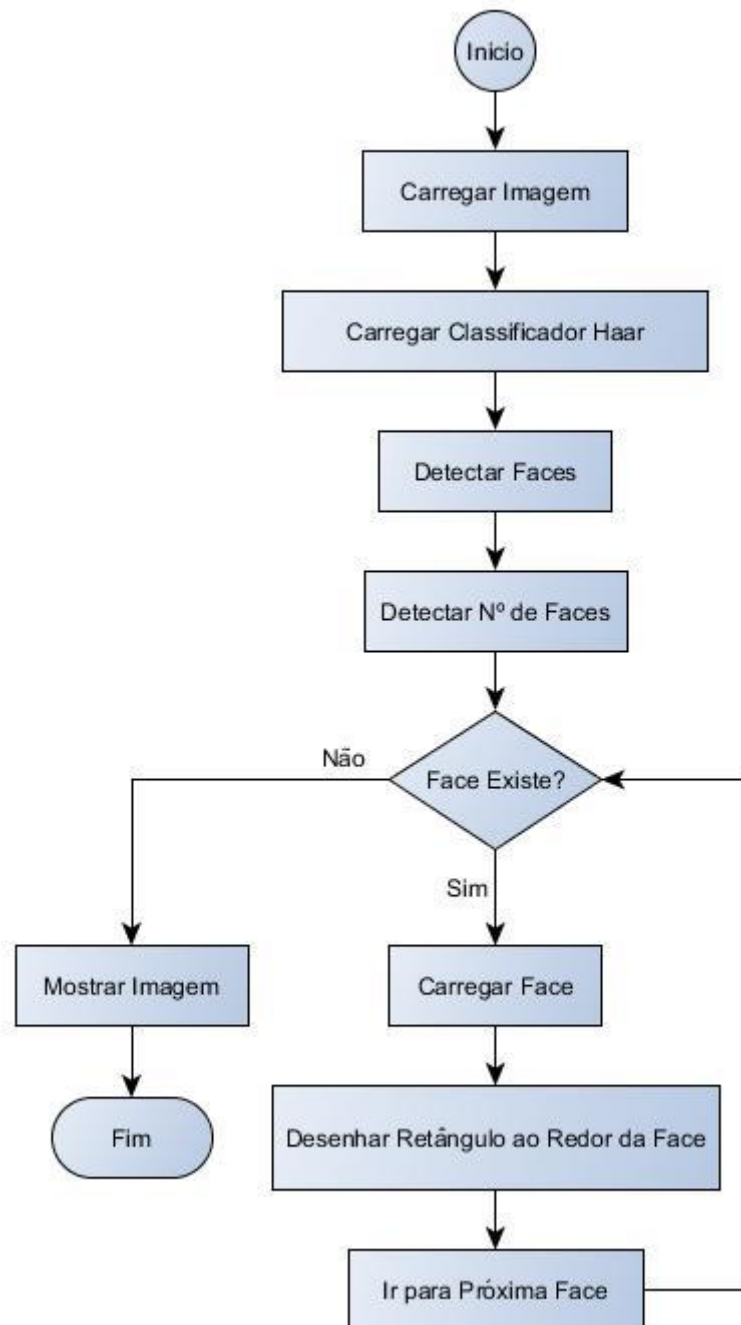 Inicio
Carregar Imagem
Carregar Classificador Haar
Detectar Faces
Detectar Nº de Faces
Face Existe?
Não
Sim
Mostrar Imagem
Carregar Face
Fim
Desenhar Retângulo ao Redor da Face
Ir para Próxima Face